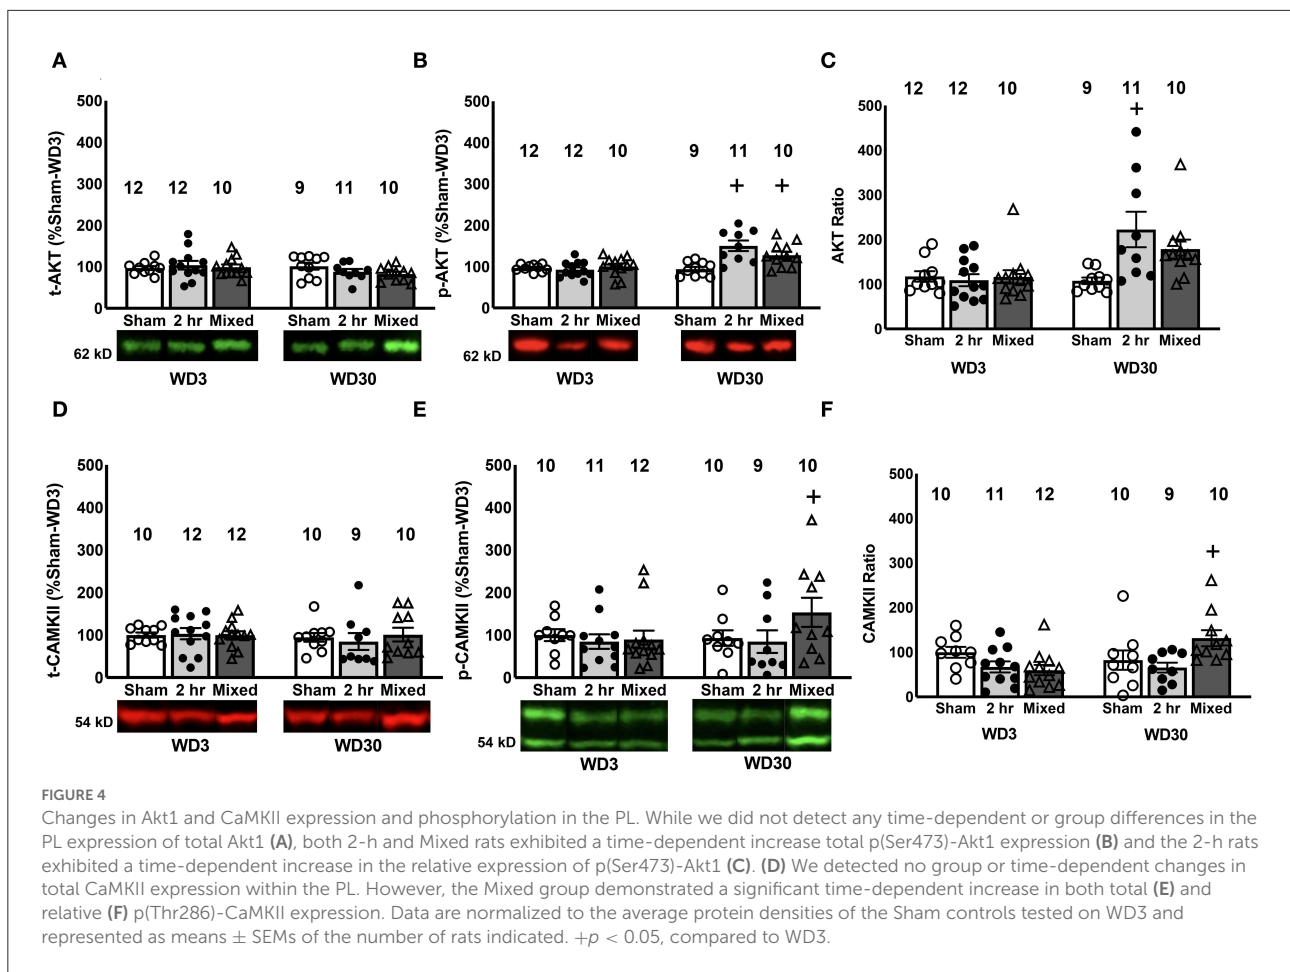 A
t-AKT (%Sham-WD3)
500
400
300
200
100
0
12 12 10 9 11 10
Sham 2 hr Mixed Sham 2 hr Mixed
62 kD
WD3 WD30
B
p-AKT (%Sham-WD3)
500
400
300
200
100
0
12 12 10 9 11 10
+ +
Sham 2 hr Mixed Sham 2 hr Mixed
62 kD
WD3 WD30
C
AKT Ratio
500
400
300
200
100
0
12 12 10 9 11 10
+
Sham 2 hr Mixed Sham 2 hr Mixed
WD3 WD30
D
t-CAMKII (%Sham-WD3)
500
400
300
200
100
0
10 12 12 10 9 10
Sham 2 hr Mixed Sham 2 hr Mixed
54 kD
WD3 WD30
E
p-CAMKII (%Sham-WD3)
500
400
300
200
100
0
10 11 12 10 9 10
+
Sham 2 hr Mixed Sham 2 hr Mixed
54 kD
WD3 WD30
F
CAMKII Ratio
500
400
300
200
100
0
10 11 12 10 9 10
+
Sham 2 hr Mixed Sham 2 hr Mixed
WD3 WD30
FIGURE 4
Changes in Akt1 and CaMKII expression and phosphorylation in the PL. While we did not detect any time-dependent or group differences in the
PL expression of total Akt1 (A), both 2-h and Mixed rats exhibited a time-dependent increase total p(Ser473)-Akt1 expression (B) and the 2-h rats
exhibited a time-dependent increase in the relative expression of p(Ser473)-Akt1 (C). (D) We detected no group or time-dependent changes in
total CaMKII expression within the PL. However, the Mixed group demonstrated a significant time-dependent increase in both total (E) and
relative (F) p(Thr286)-CaMKII expression. Data are normalized to the average protein densities of the Sham controls tested on WD3 and
represented as means ± SEMs of the number of rats indicated. +p < 0.05, compared to WD3.